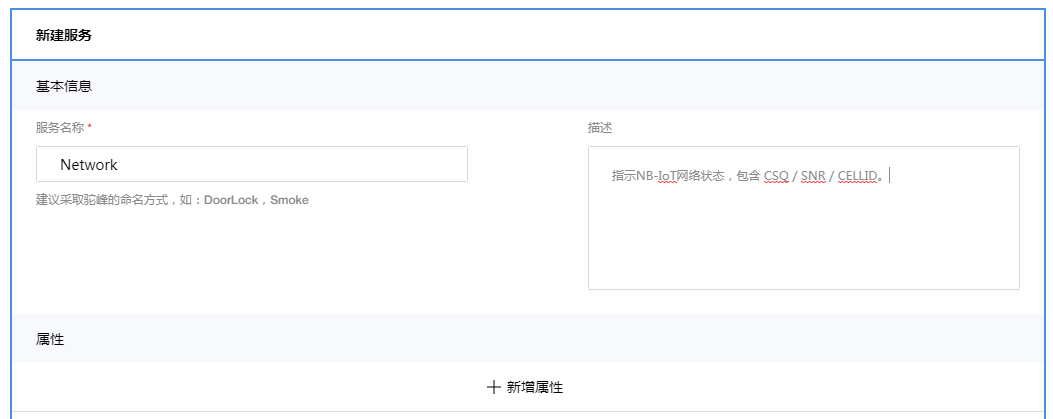 新建服务
基本信息
服务名称 *
描述
Network
指示NB-IoT网络状态，包含 CSQ / SNR / CELLID。
建议采取驼峰的命名方式，如：DoorLock，Smoke
属性
＋ 新增属性